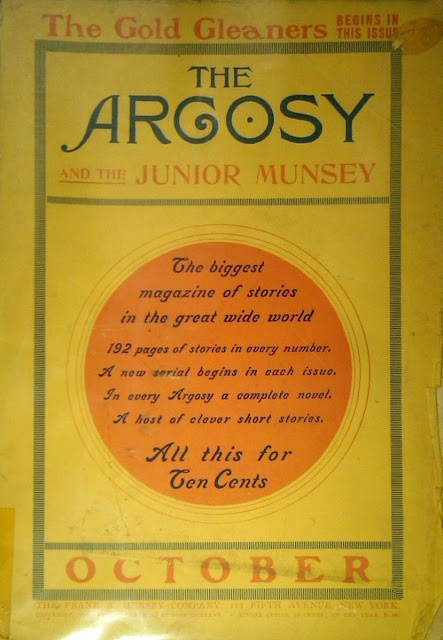 The Gold Gleaners BEGINS IN
THIS ISSUE
THE
ARGOSY
AND THE JUNIOR MUNSEY
The biggest
magazine of stories
in the great wide world
192 pages of stories in every number.
A new serial begins in each issue.
In every Argosy a complete novel.
A host of clever short stories.
All this for
Ten Cents
OCTOBER
THE FRANK A. MUNSEY COMPANY, 111 FIFTH AVENUE, NEW YORK.